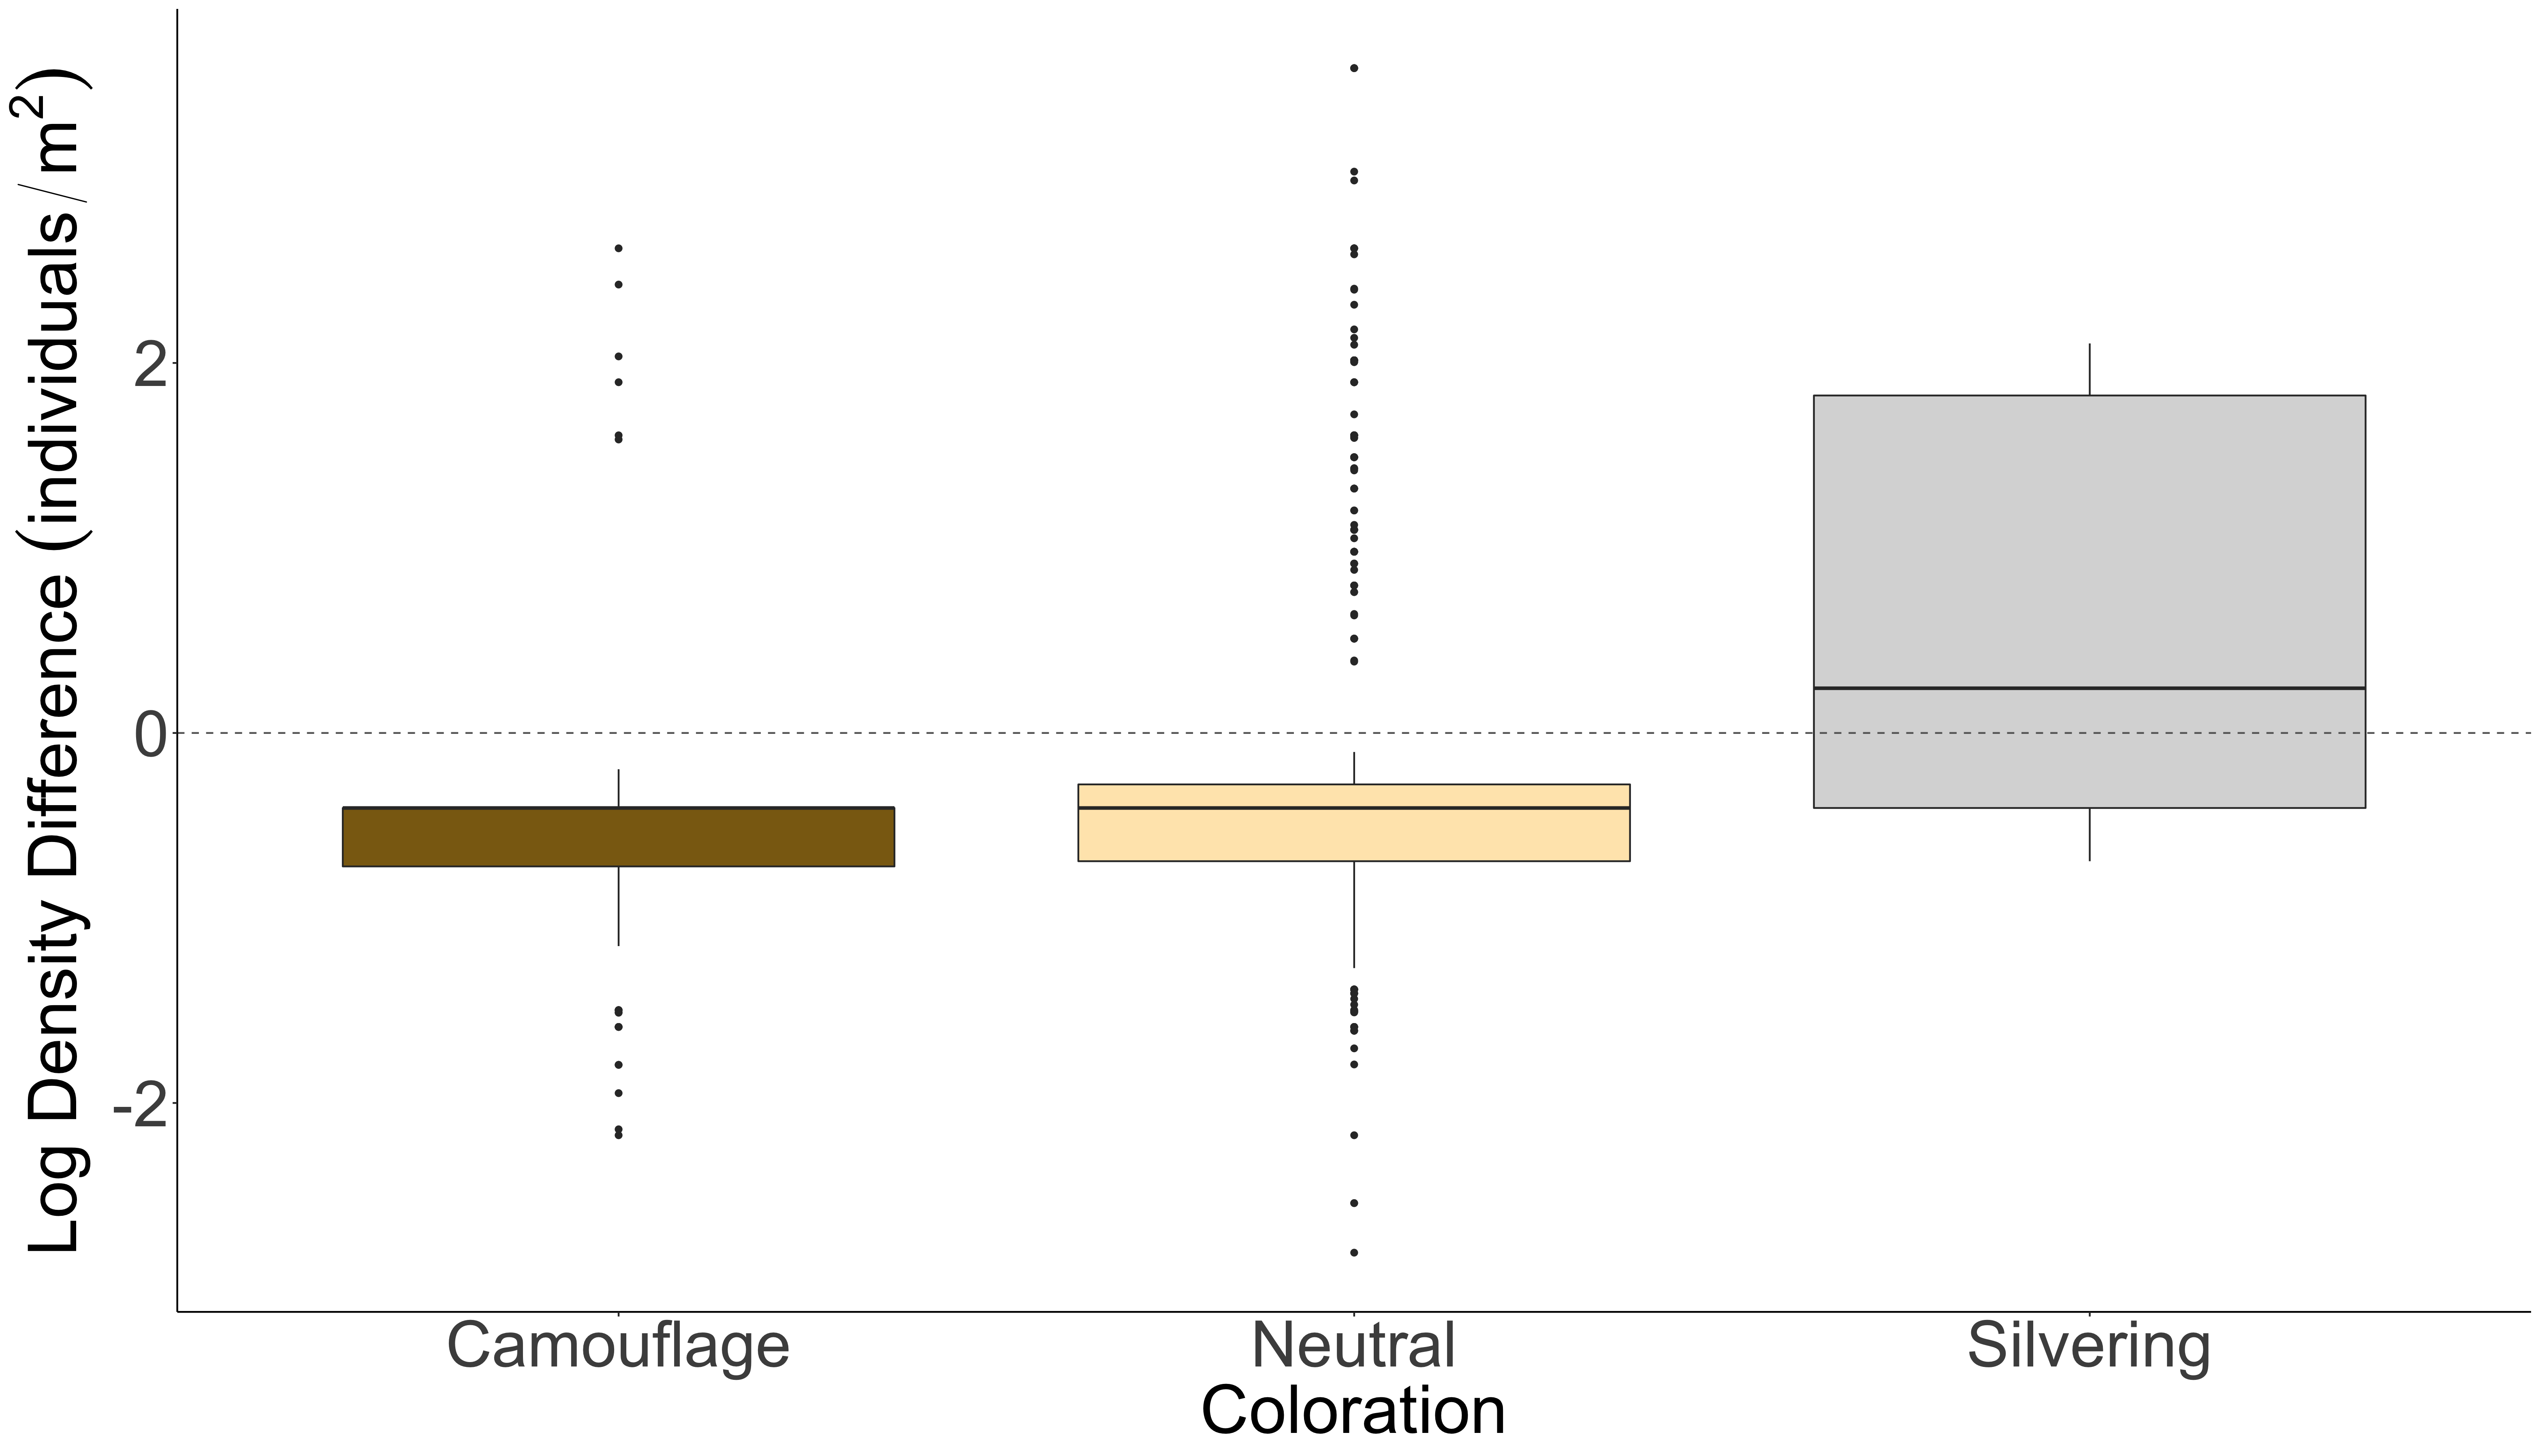 Log Density Difference (individuals/m²)
2
0
-2
Camouflage
Neutral
Silvering
Coloration